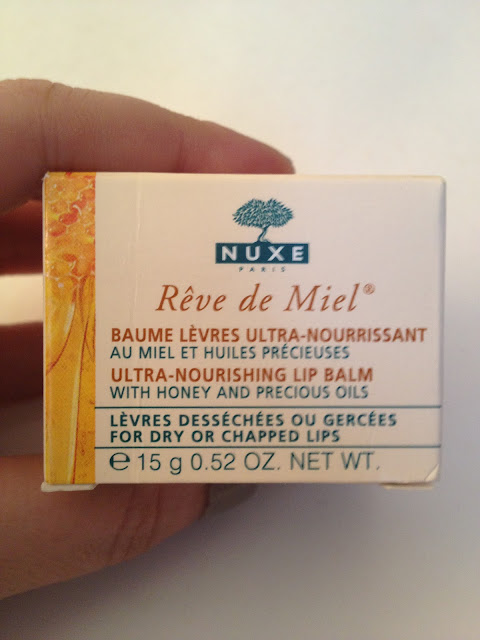 NUXE
PARIS
Rêve de Miel®
BAUME LÈVRES ULTRA-NOURRISSANT
AU MIEL ET HUILES PRÉCIEUSES
ULTRA-NOURISHING LIP BALM
WITH HONEY AND PRECIOUS OILS
LÈVRES DESSÉCHÉES OU GERCÉES
FOR DRY OR CHAPPED LIPS
℮ 15 g 0.52 OZ. NET WT.